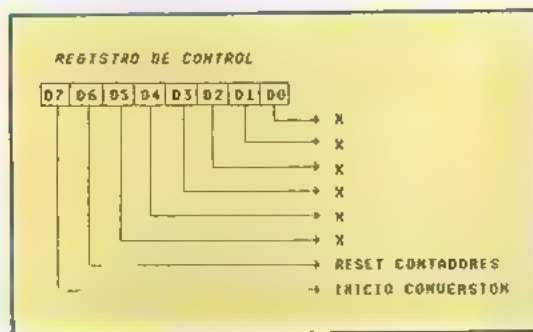 REGISTRO DE CONTROL
D7 D6 D5 D4 D3 D2 D1 D0
X
X
X
X
X
X
RESET CONTADORES
INICIO CONVERSION